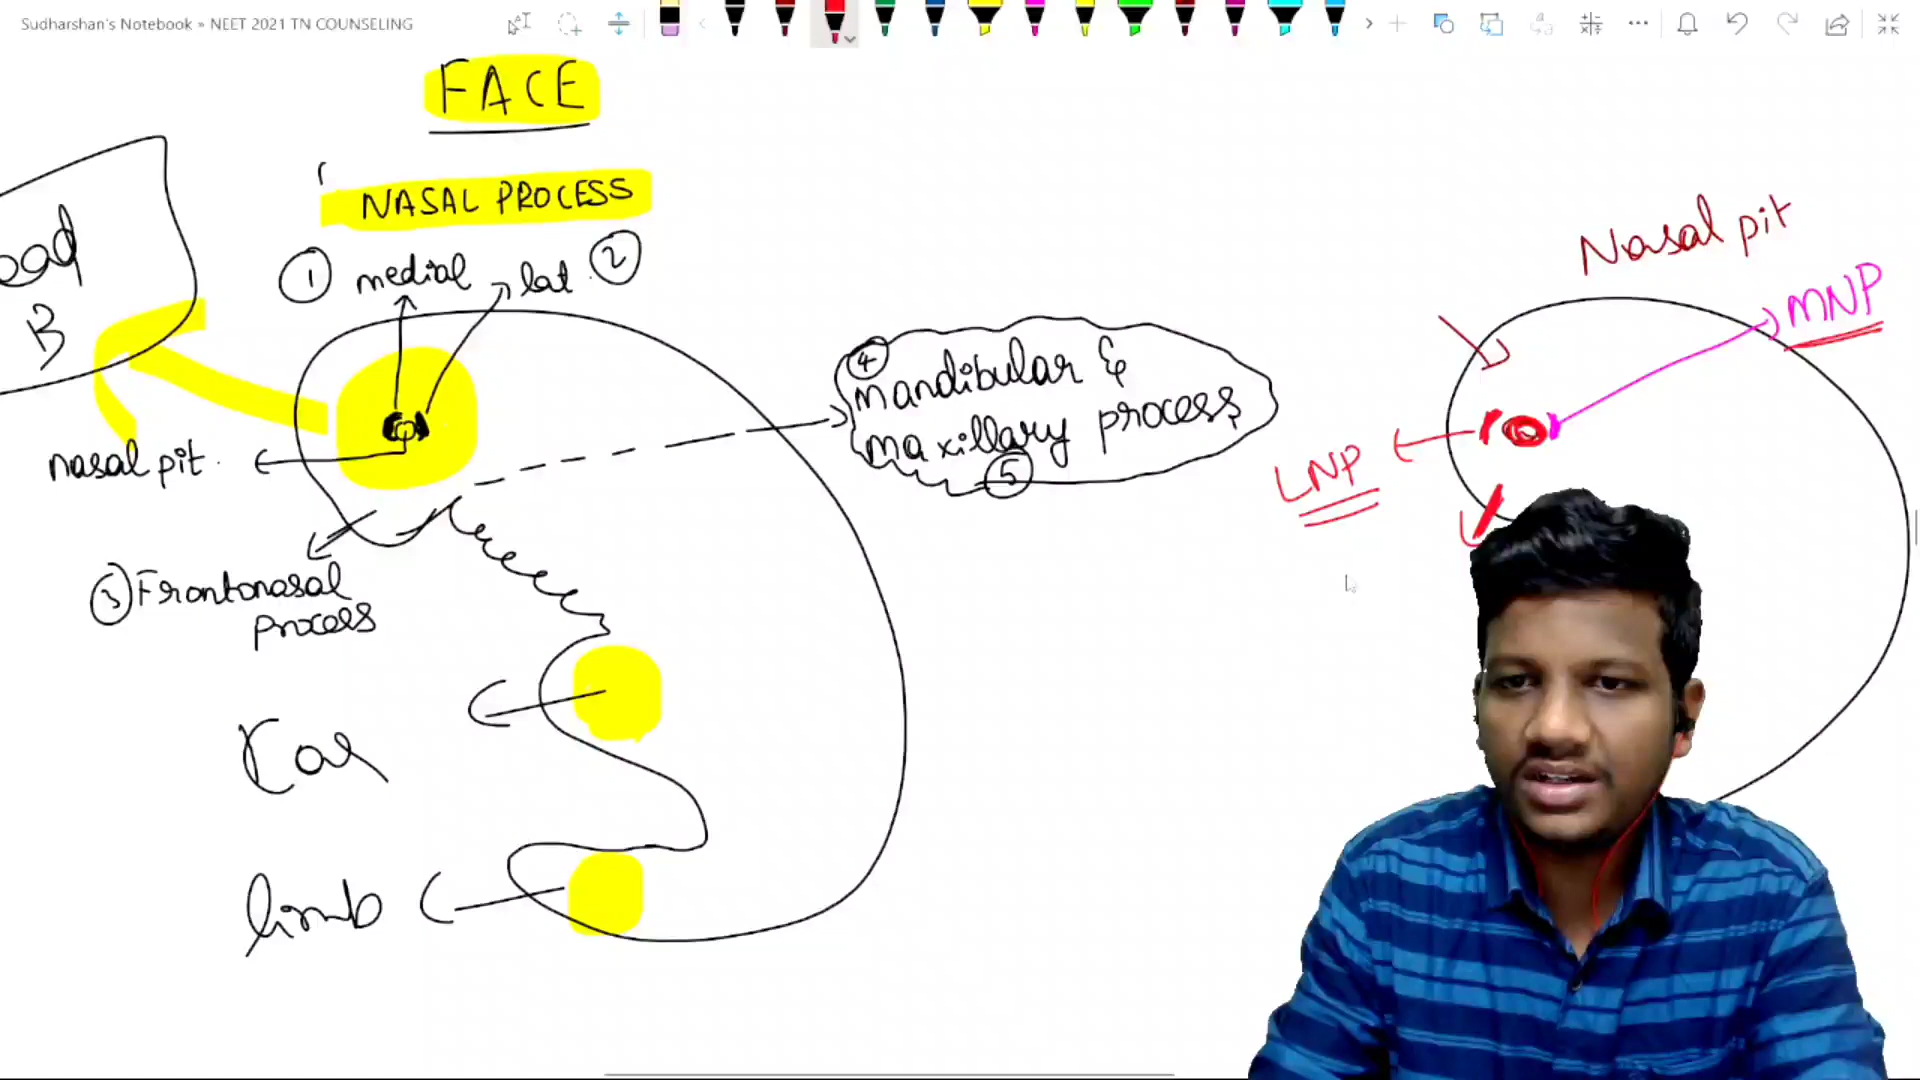 Sudharshan's Notebook » NEET 2021 TN COUNSELING
FACE
NASAL PROCESS
1 medial
lat. 2
B
nasal pit.
3 Frontonasal
process
4
mandibular &
maxillary process
5
Ear
limb
Nasal pit
MNP
LNP